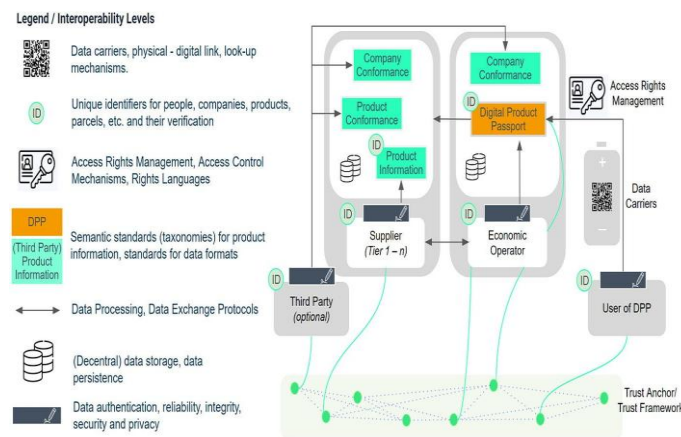 Legend / Interoperability Levels
Data carriers, physical - digital link, look-up
mechanisms.
ID
Unique identifiers for people, companies, products,
parcels, etc. and their verification
Access Rights Management, Access Control
Mechanisms, Rights Languages
DPP
(Third Party)
Product
Information
Semantic standards (taxonomies) for product
information, standards for data formats
Data Processing, Data Exchange Protocols
(Decentral) data storage, data
persistence
Data authentication, reliability, integrity,
security and privacy
Company
Conformance
Product
Conformance
ID
Product
Information
ID
Supplier
(Tier 1 – n)
Company
Conformance
ID
Digital Product
Passport
ID
Economic
Operator
Access Rights
Management
Data
Carriers
ID
Third Party
(optional)
ID
User of DPP
Trust Anchor/
Trust Framework